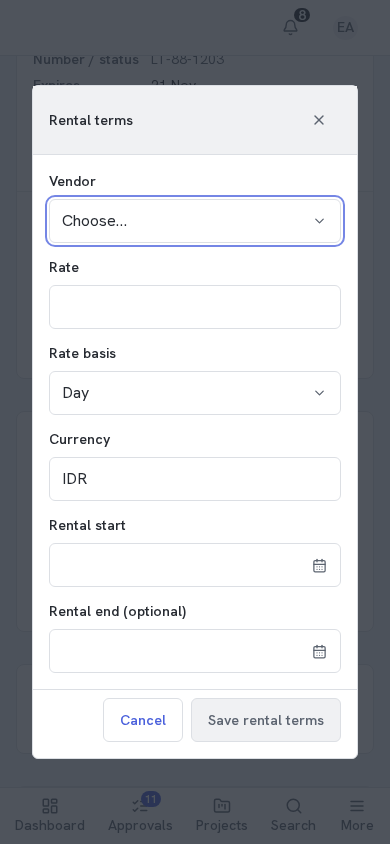 8
EA
Number / status LT-88-1203
Expires 21 Nov
Rental terms
Vendor
Choose...
Rate
Rate basis
Day
Currency
IDR
Rental start
Rental end (optional)
Cancel
Save rental terms
11
Dashboard Approvals Projects Search More